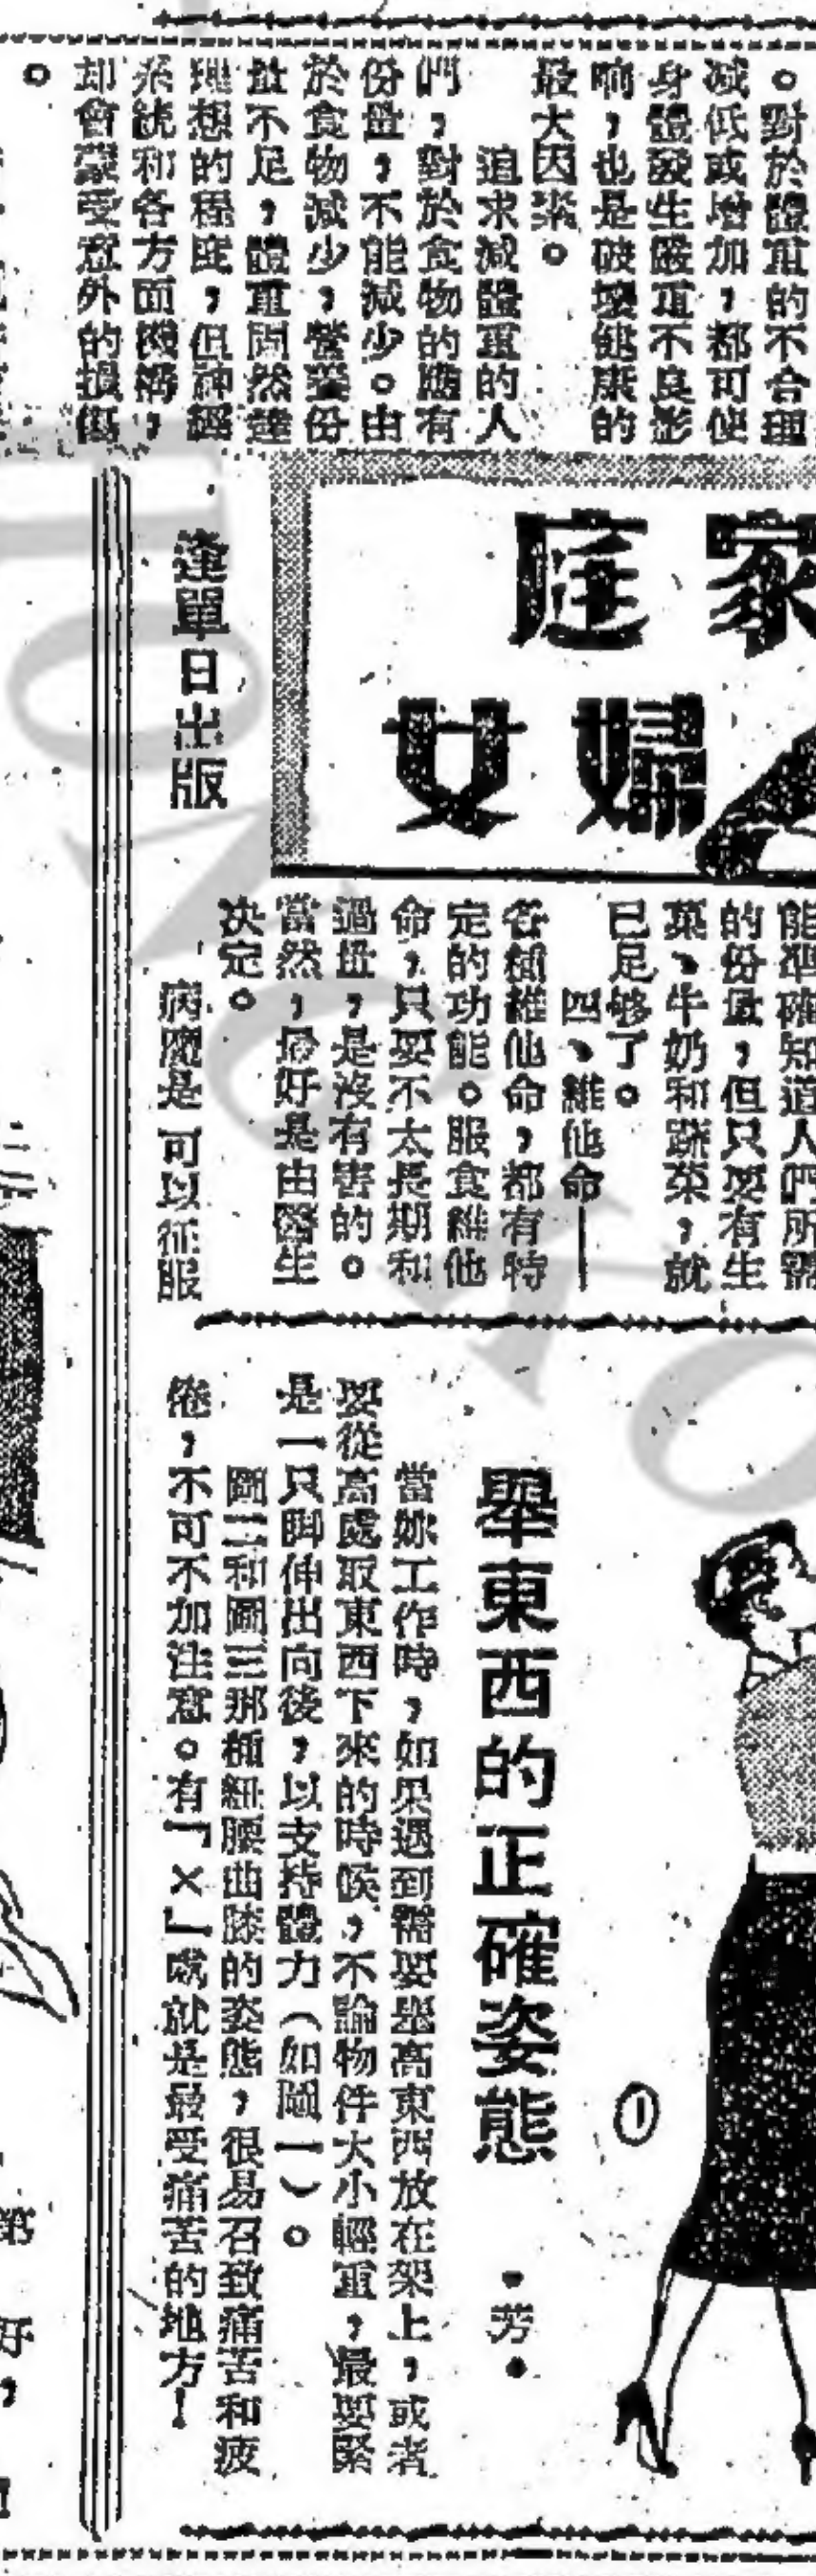 。對於體重的不合理
減低或增加，都可使
身體發生嚴重不良影
响，也是破壞健康的
最大因素。
追求減體重的人
們，對於食物的應有
份量，不能減少。由
於食物減少，營養份
量不足，體重固然達
理想的程度，但神經
系統和各方面機構，
却會蒙受意外的損傷
。
家庭
婦女
逢單日出版
能準確知道人們所需
的份量，但只要有生
菓、牛奶和蔬菜，就
已足够了。
四、維他命——
各種維他命，都有特
定的功能。服食維他
命，只要不太長期和
過量，是沒有害的。
當然，最好是由醫生
决定。
病魔是可以征服
舉東西的正確姿態
•芳•
當你工作時，如果遇到需要舉高東西放在架上，或者
要從高處取東西下來的時候，不論物件大小輕重，最要緊
是一只脚伸出向後，以支持體力（如圖一）。
圖二和圖三那種紐腰曲膝的姿態，很易召致痛苦和疲
倦，不可不加注意。有「×」號就是最受痛苦的地方！
①
HONG KO
第
好，